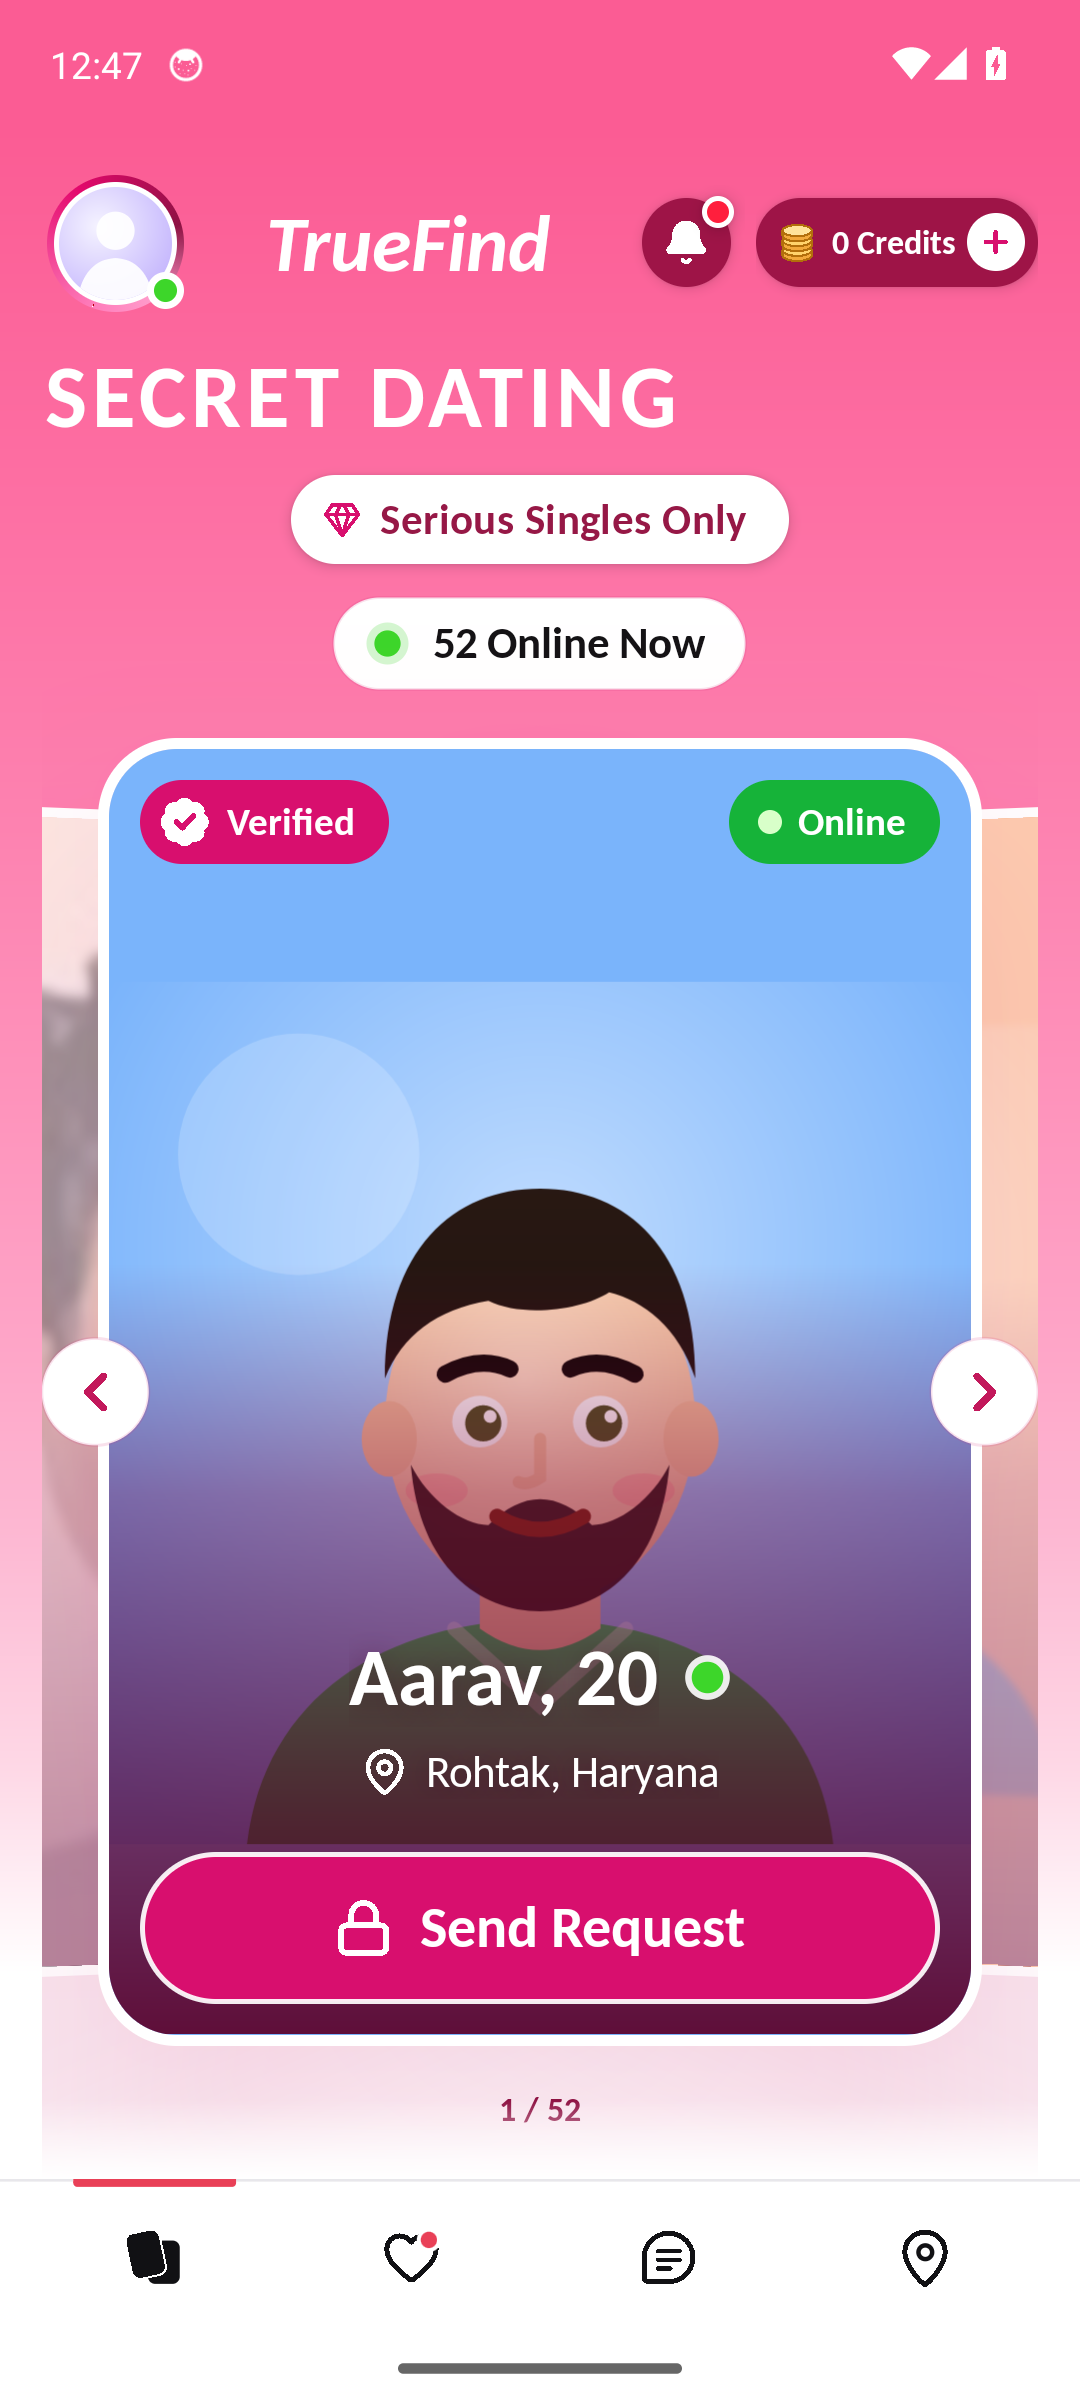 12:47
TrueFind
0 Credits
SECRET DATING
Serious Singles Only
52 Online Now
Verified
Online
Aarav, 20
Rohtak, Haryana
Send Request
1 / 52